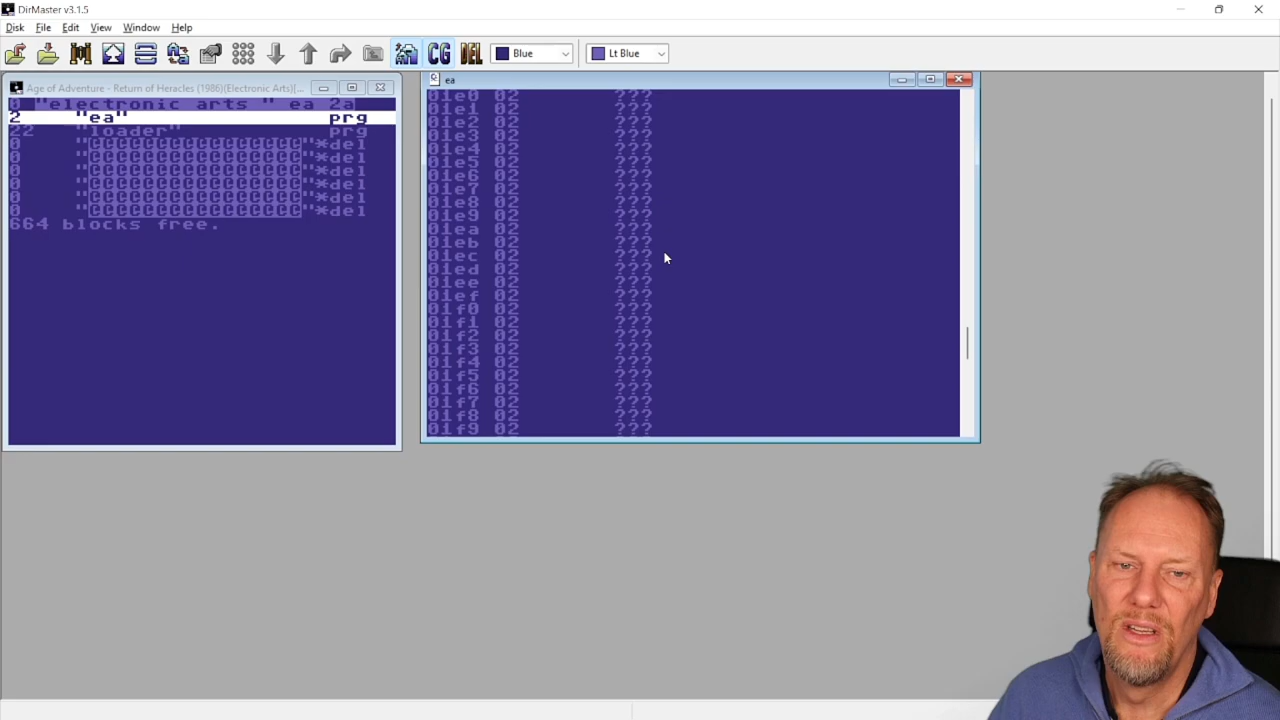 DirMaster v3.1.5
Disk File Edit View Window Help
CG DEL Blue Lt Blue
Age of Adventure - Return of Heracles (1986)(Electronic Arts)[...
0 "electronic arts " ea 2a
2 "ea" prg
22 "loader" prg
0 "CCCCCCCCCCCCCCCC"*del
0 "CCCCCCCCCCCCCCCC"*del
0 "CCCCCCCCCCCCCCCC"*del
0 "CCCCCCCCCCCCCCCC"*del
0 "CCCCCCCCCCCCCCCC"*del
0 "CCCCCCCCCCCCCCCC"*del
664 blocks free.
ea
01e0 02 ???
01e1 02 ???
01e2 02 ???
01e3 02 ???
01e4 02 ???
01e5 02 ???
01e6 02 ???
01e7 02 ???
01e8 02 ???
01e9 02 ???
01ea 02 ???
01eb 02 ???
01ec 02 ???
01ed 02 ???
01ee 02 ???
01ef 02 ???
01f0 02 ???
01f1 02 ???
01f2 02 ???
01f3 02 ???
01f4 02 ???
01f5 02 ???
01f6 02 ???
01f7 02 ???
01f8 02 ???
01f9 02 ???